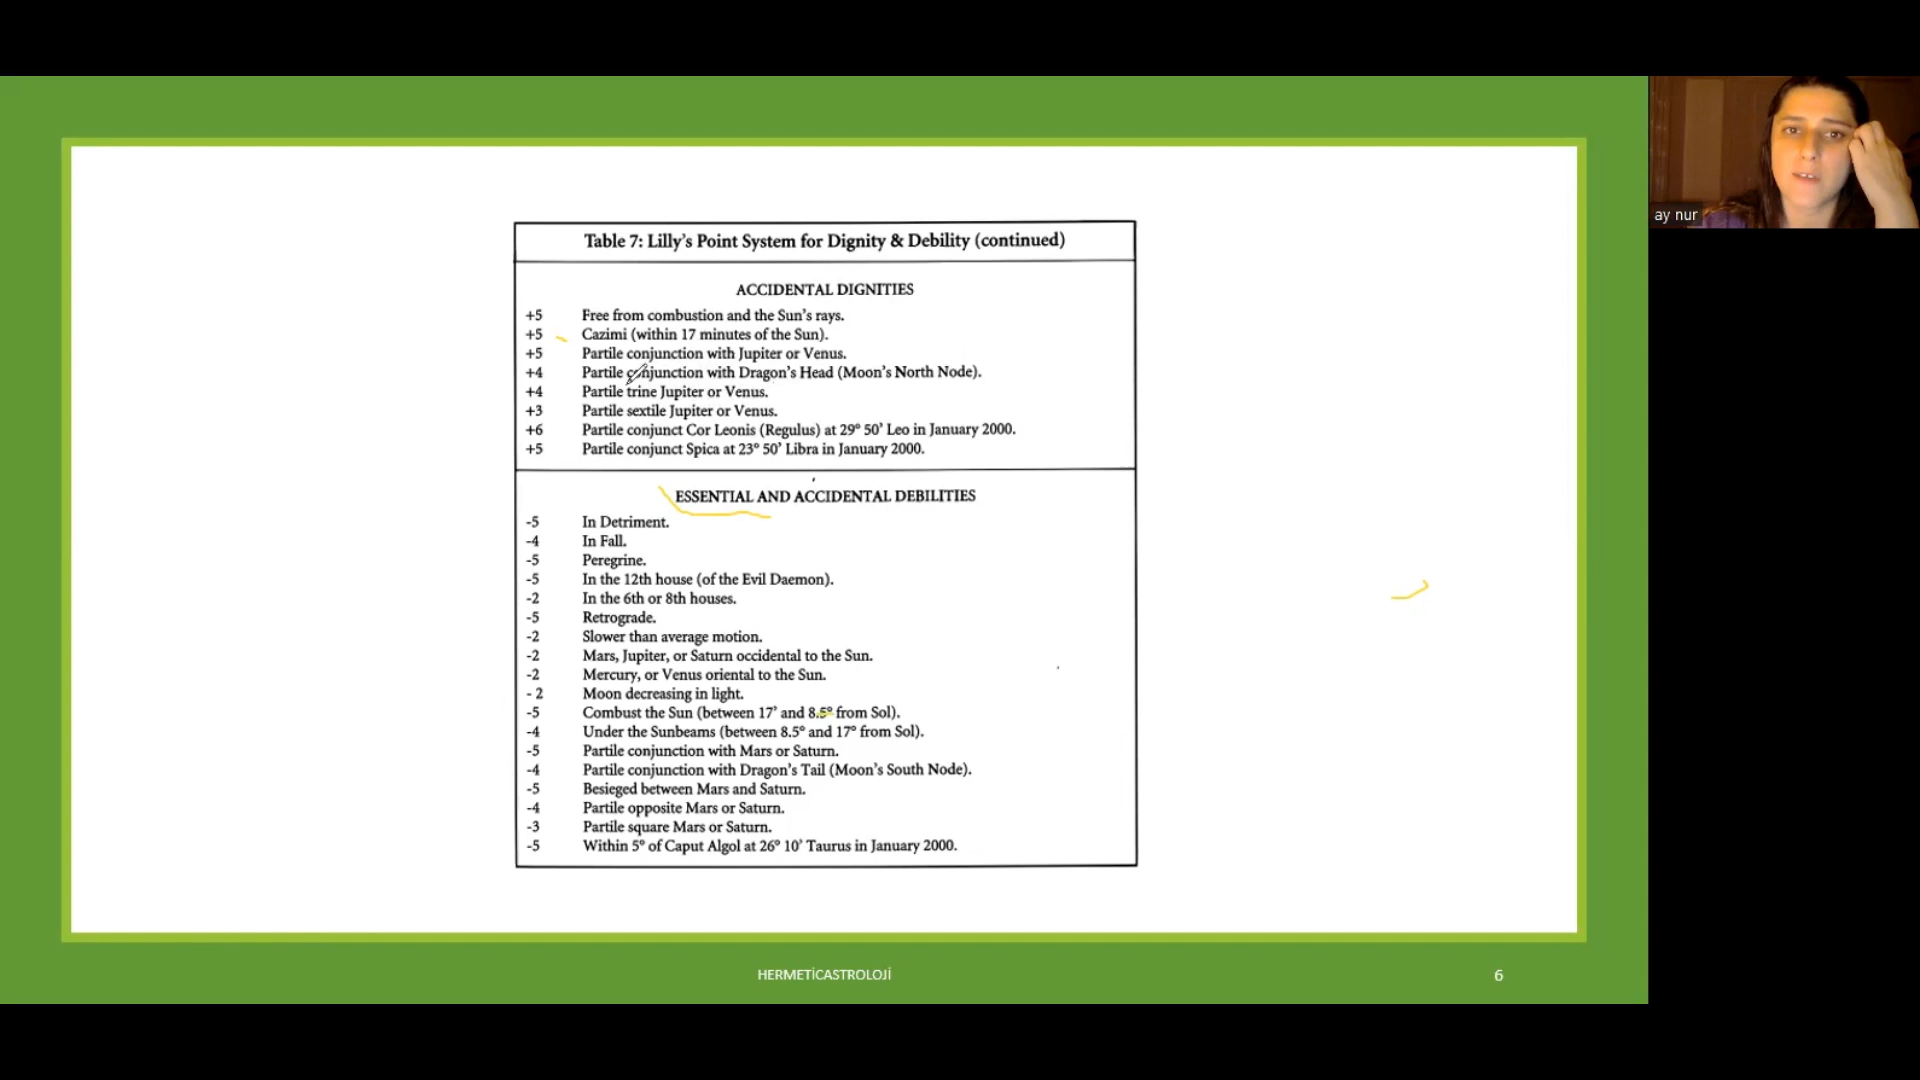 Table 7: Lilly's Point System for Dignity & Debility (continued)
ACCIDENTAL DIGNITIES
+5 Free from combustion and the Sun's rays.
+5 Cazimi (within 17 minutes of the Sun).
+5 Partile conjunction with Jupiter or Venus.
+4 Partile conjunction with Dragon's Head (Moon's North Node).
+4 Partile trine Jupiter or Venus.
+3 Partile sextile Jupiter or Venus.
+6 Partile conjunct Cor Leonis (Regulus) at 29° 50' Leo in January 2000.
+5 Partile conjunct Spica at 23° 50' Libra in January 2000.
ESSENTIAL AND ACCIDENTAL DEBILITIES
-5 In Detriment.
-4 In Fall.
-5 Peregrine.
-5 In the 12th house (of the Evil Daemon).
-2 In the 6th or 8th houses.
-5 Retrograde.
-2 Slower than average motion.
-2 Mars, Jupiter, or Saturn occidental to the Sun.
-2 Mercury, or Venus oriental to the Sun.
- 2 Moon decreasing in light.
-5 Combust the Sun (between 17' and 8.5° from Sol).
-4 Under the Sunbeams (between 8.5° and 17° from Sol).
-5 Partile conjunction with Mars or Saturn.
-4 Partile conjunction with Dragon's Tail (Moon's South Node).
-5 Besieged between Mars and Saturn.
-4 Partile opposite Mars or Saturn.
-3 Partile square Mars or Saturn.
-5 Within 5° of Caput Algol at 26° 10' Taurus in January 2000.
HERMETİCASTROLOJİ
6
ay nur